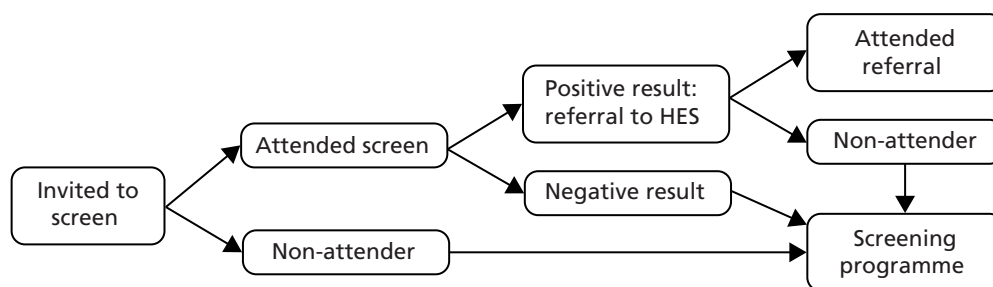 Invited to
screen
Attended screen
Non-attender
Positive result:
referral to HES
Negative result
Attended
referral
Non-attender
Screening
programme